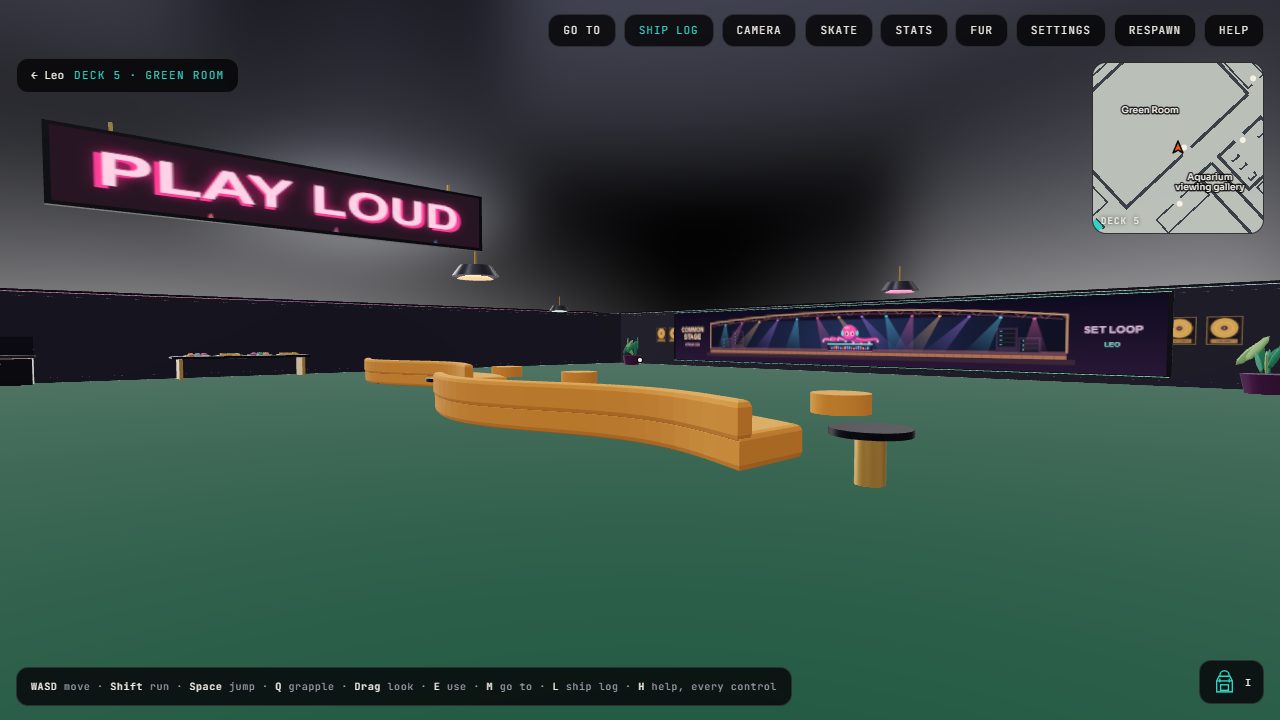 GO TO
SHIP LOG
CAMERA
SKATE
STATS
FUR
SETTINGS
RESPAWN
HELP
← Leo DECK 5 · GREEN ROOM
Green Room
Aquarium
viewing gallery
DECK 5
PLAY LOUD
COMMON
STAGE
SET LOOP
LEO
WASD move · Shift run · Space jump · Q grapple · Drag look · E use · M go to · L ship log · H help, every control
I